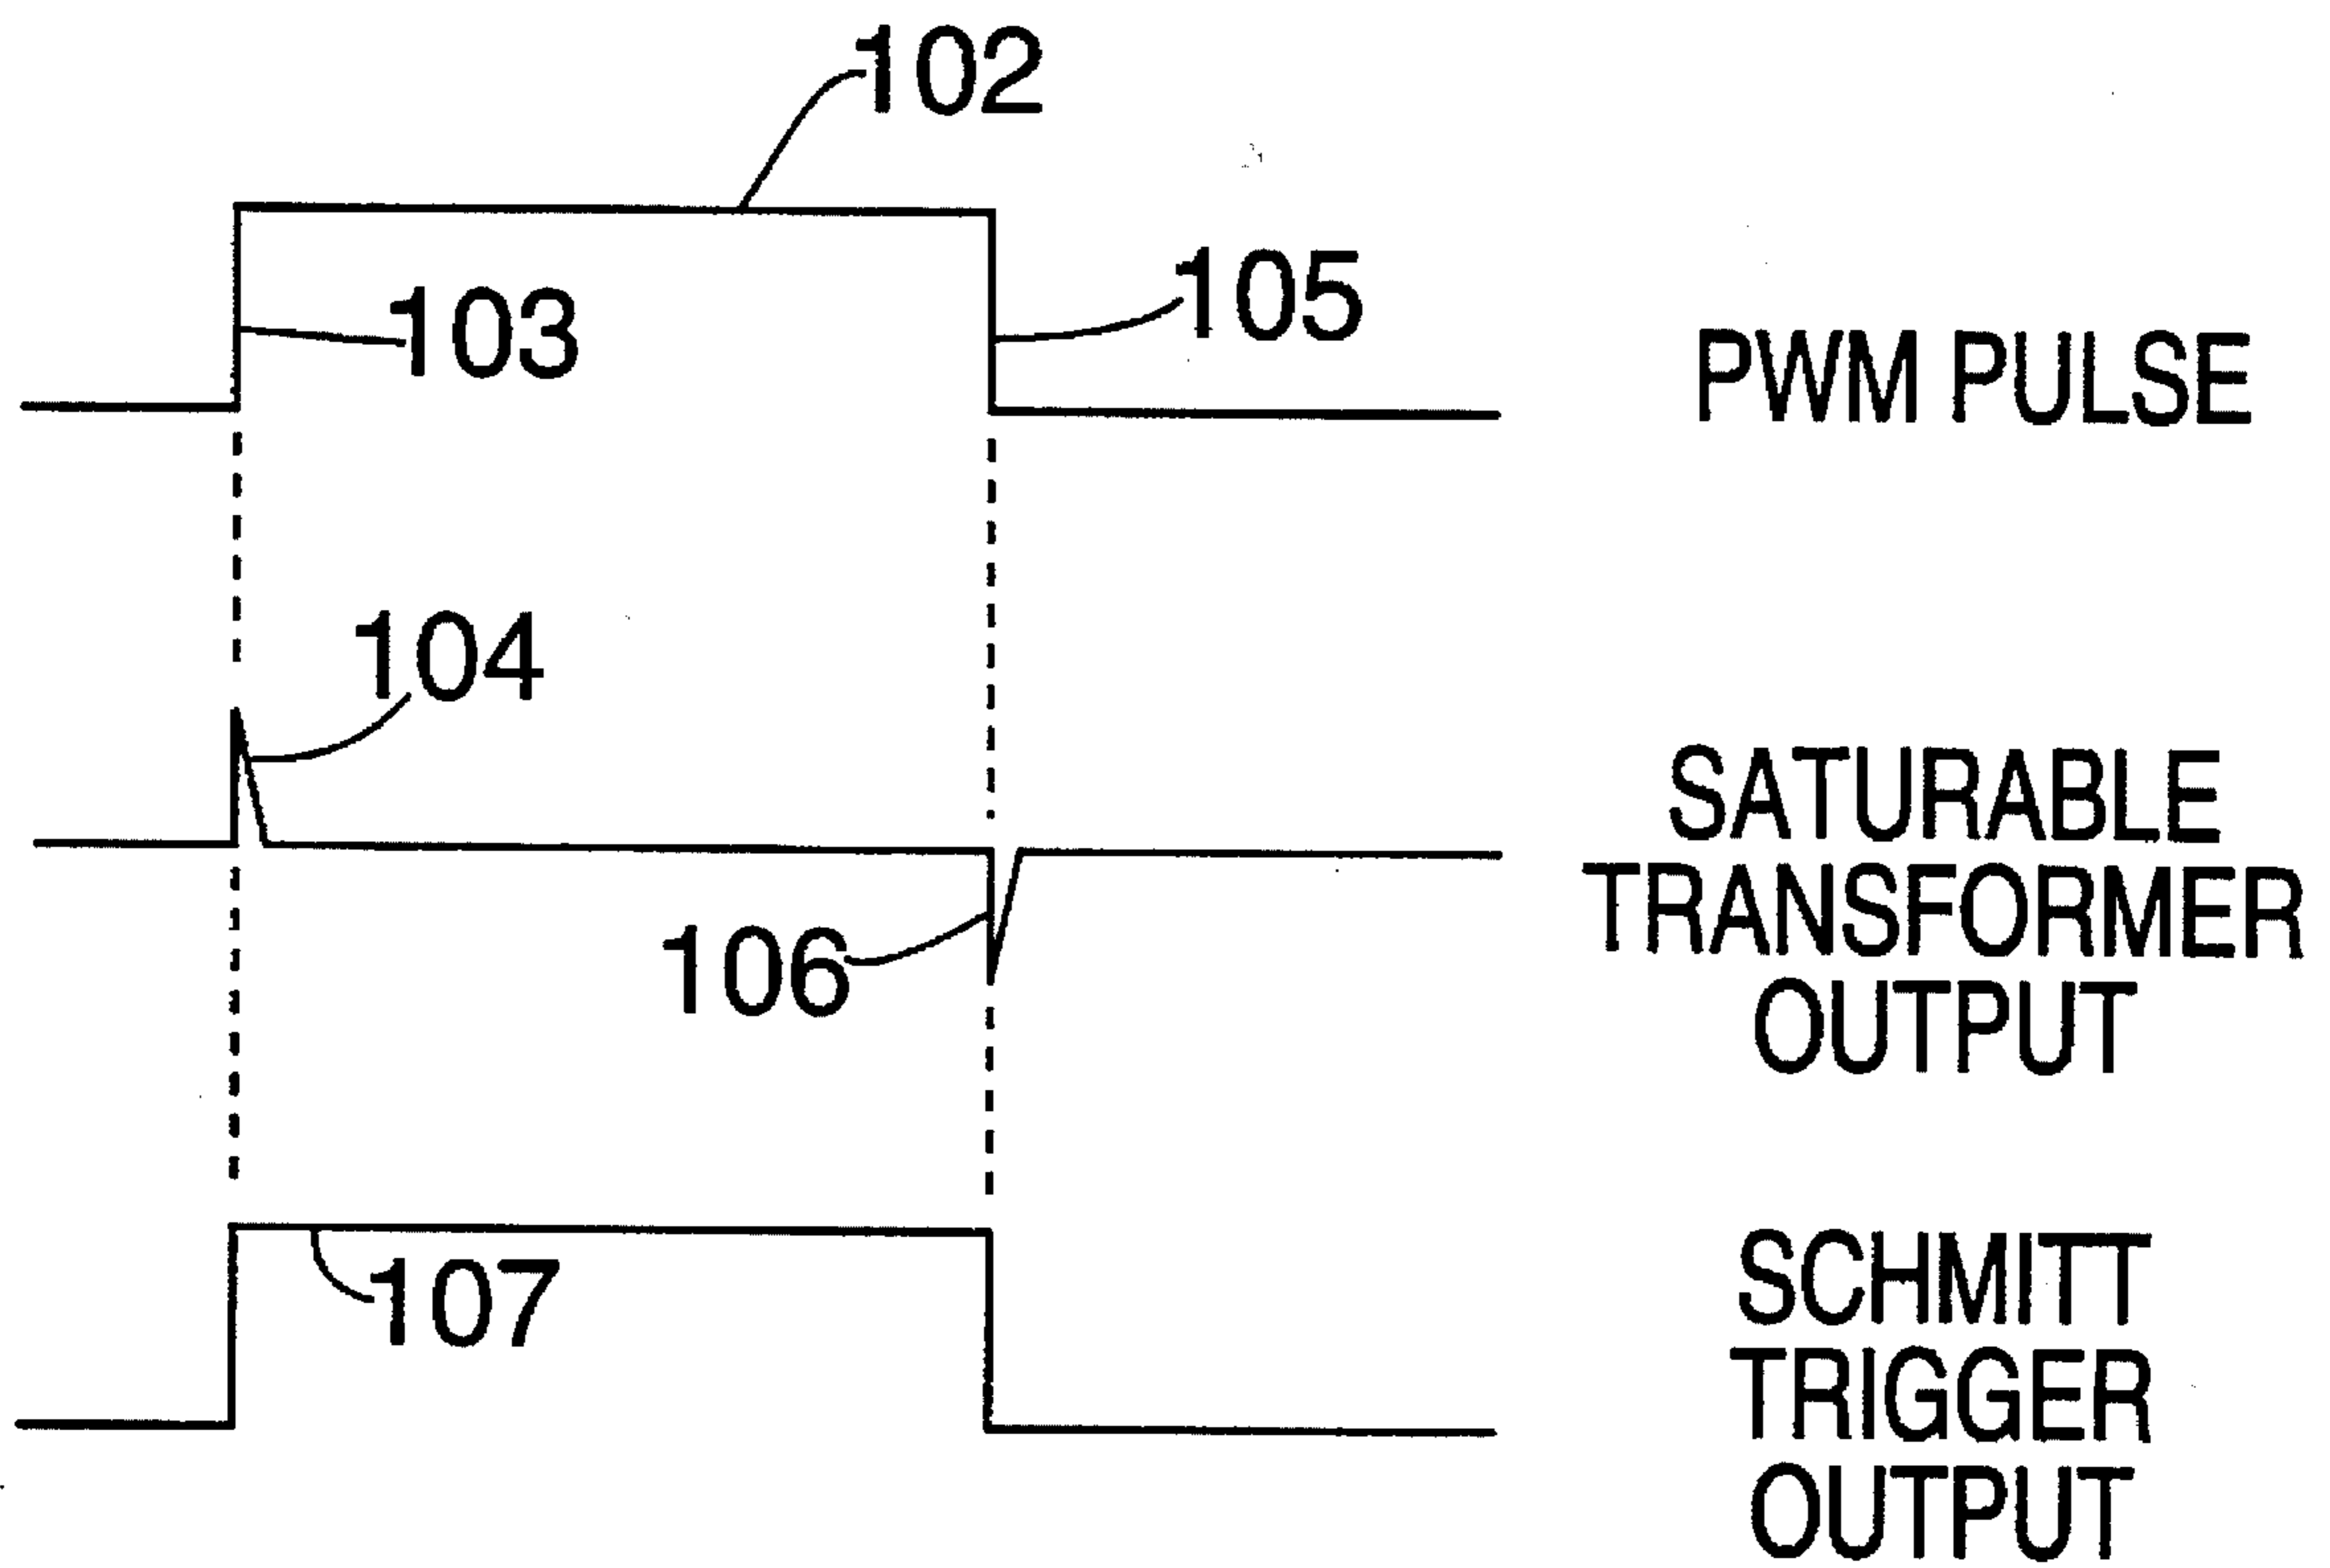 102
103
105
PWM PULSE
104
SATURABLE
TRANSFORMER
OUTPUT
106
107
SCHMITT
TRIGGER
OUTPUT